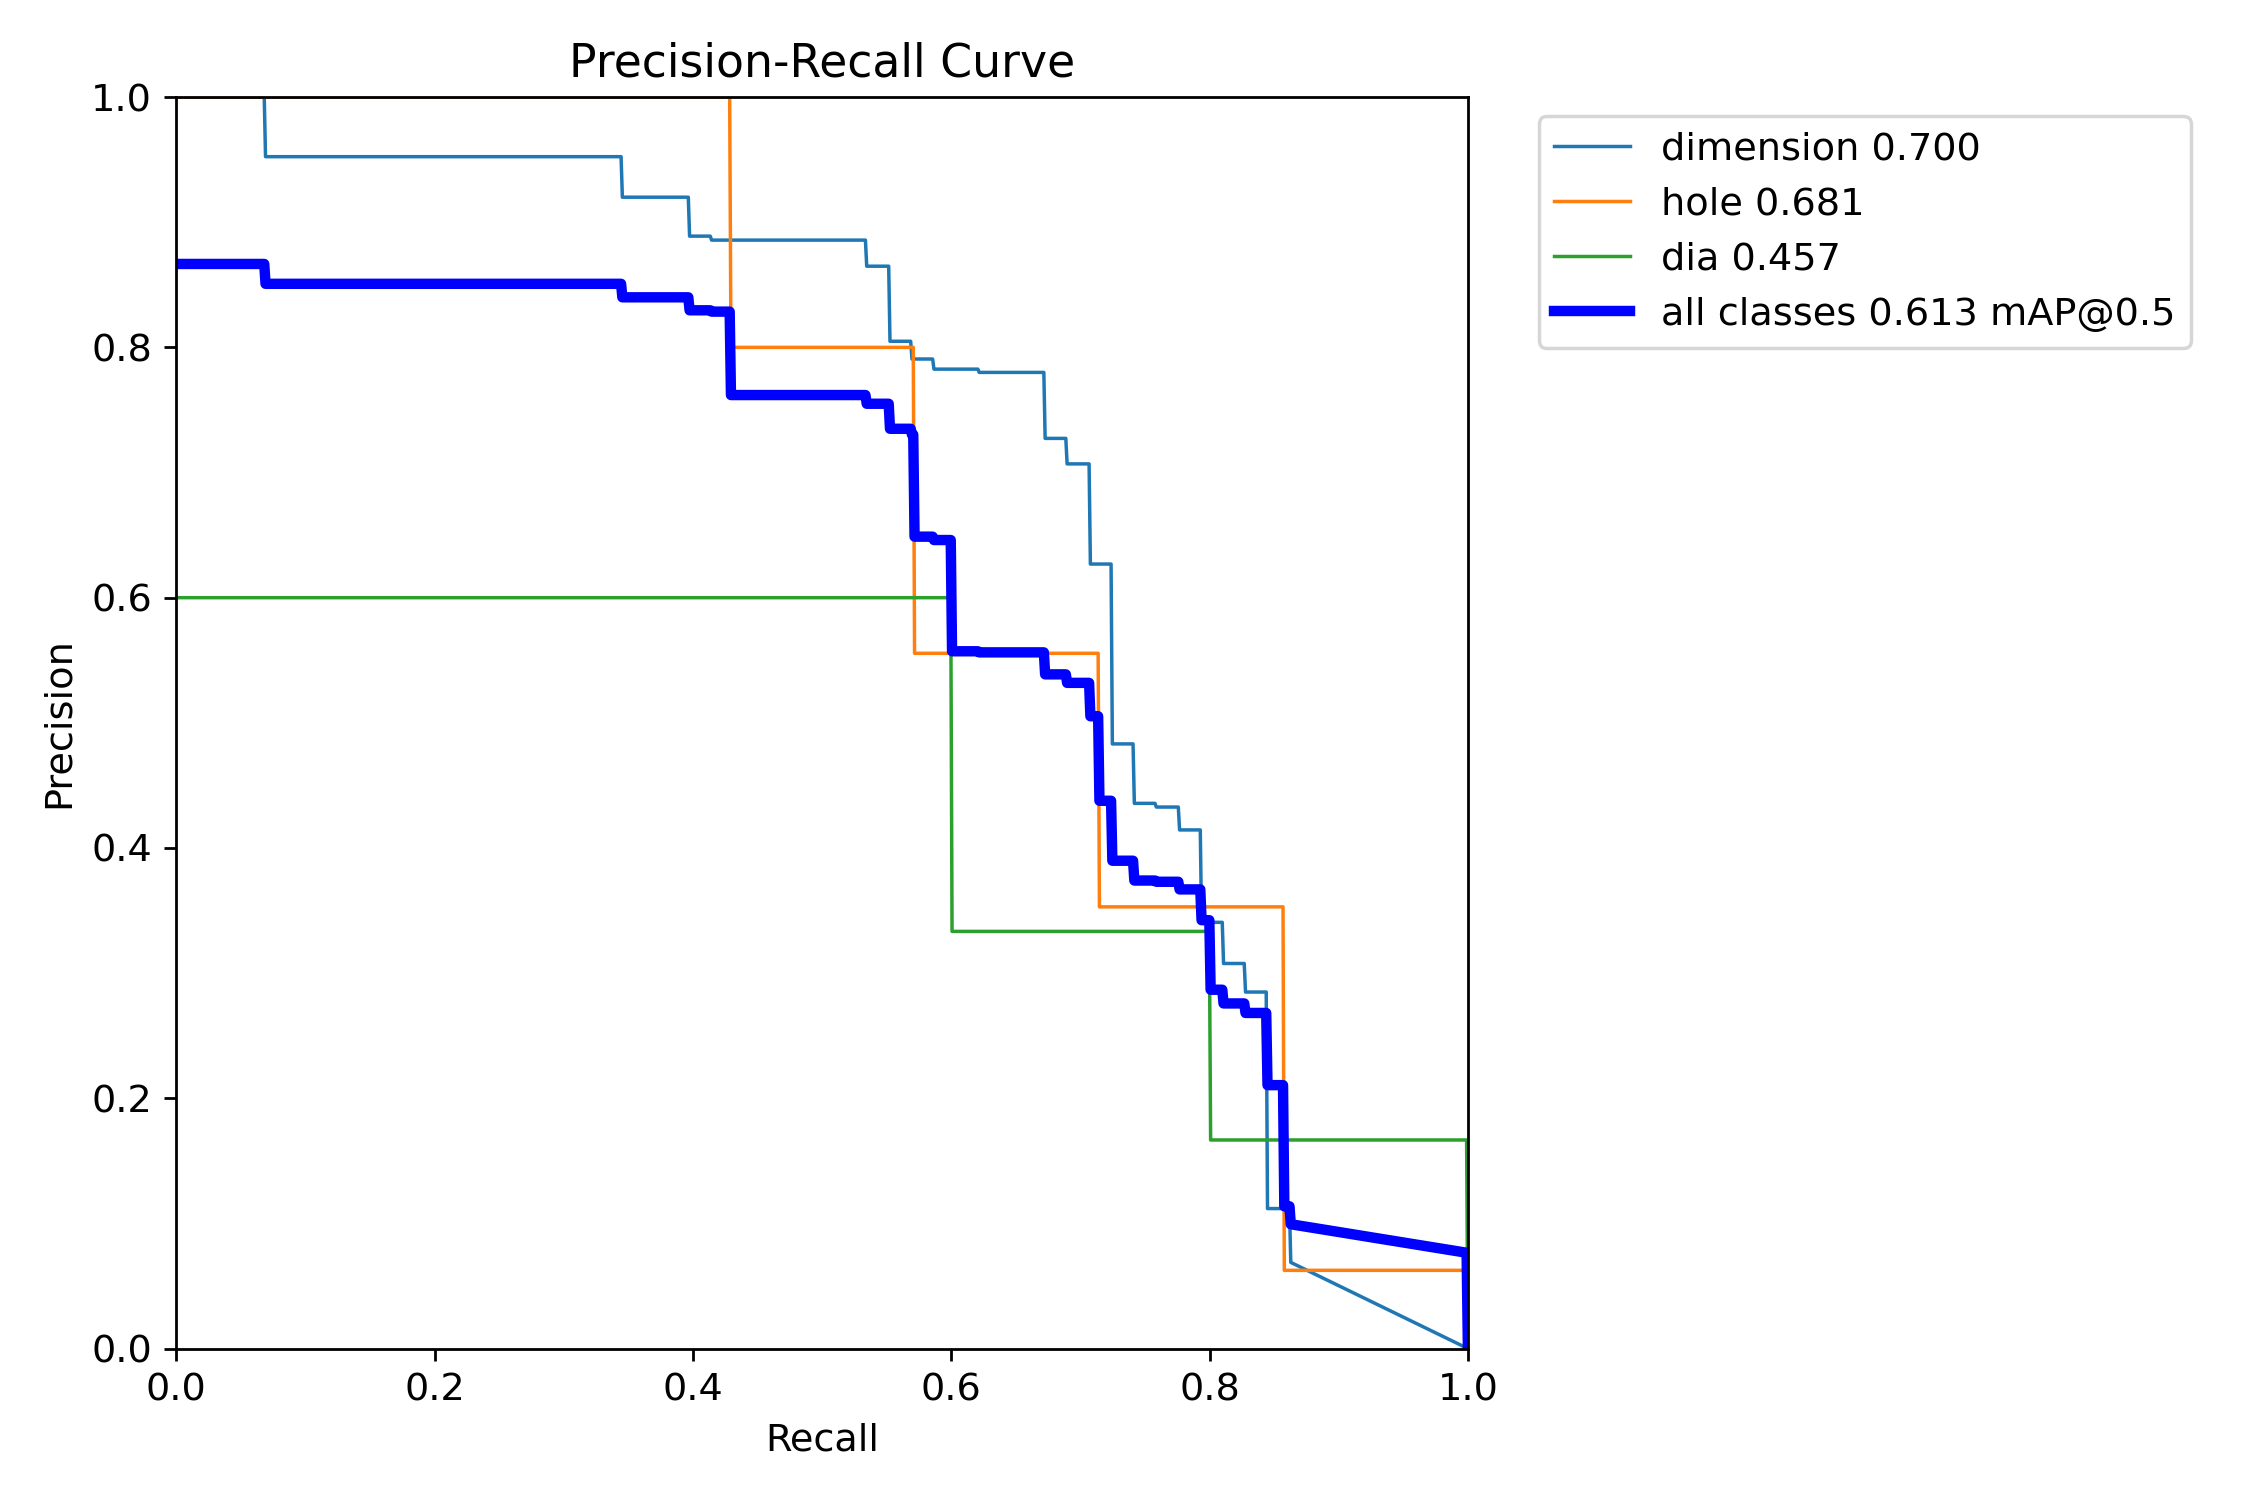 Precision-Recall Curve
1.0
0.8
0.6
0.4
0.2
0.0
Precision
0.0 0.2 0.4 0.6 0.8 1.0
Recall
dimension 0.700
hole 0.681
dia 0.457
all classes 0.613 mAP@0.5